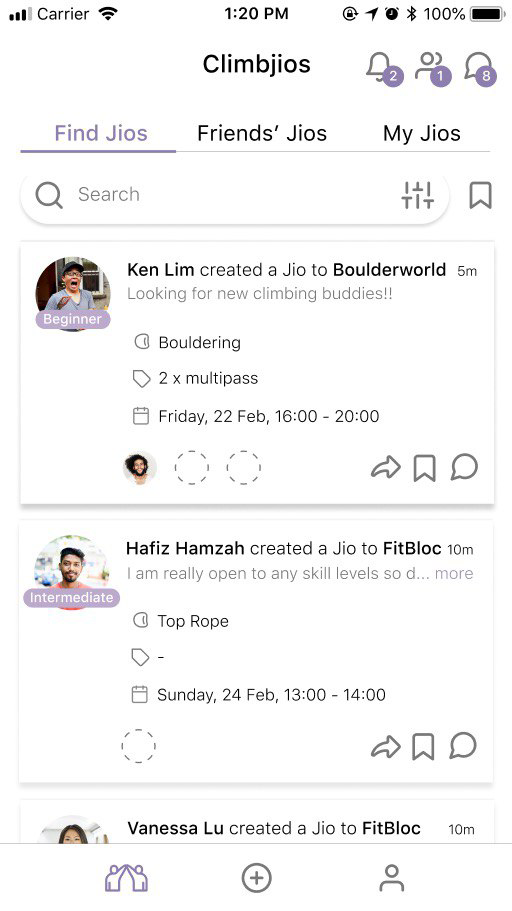 Carrier 1:20 PM 100%
Climbjios
2 1 8
Find Jios Friends' Jios My Jios
Search
Ken Lim created a Jio to Boulderworld 5m
Looking for new climbing buddies!!
Beginner
Bouldering
2 x multipass
Friday, 22 Feb, 16:00 - 20:00
Hafiz Hamzah created a Jio to FitBloc 10m
I am really open to any skill levels so d... more
Intermediate
Top Rope
-
Sunday, 24 Feb, 13:00 - 14:00
Vanessa Lu created a Jio to FitBloc 10m